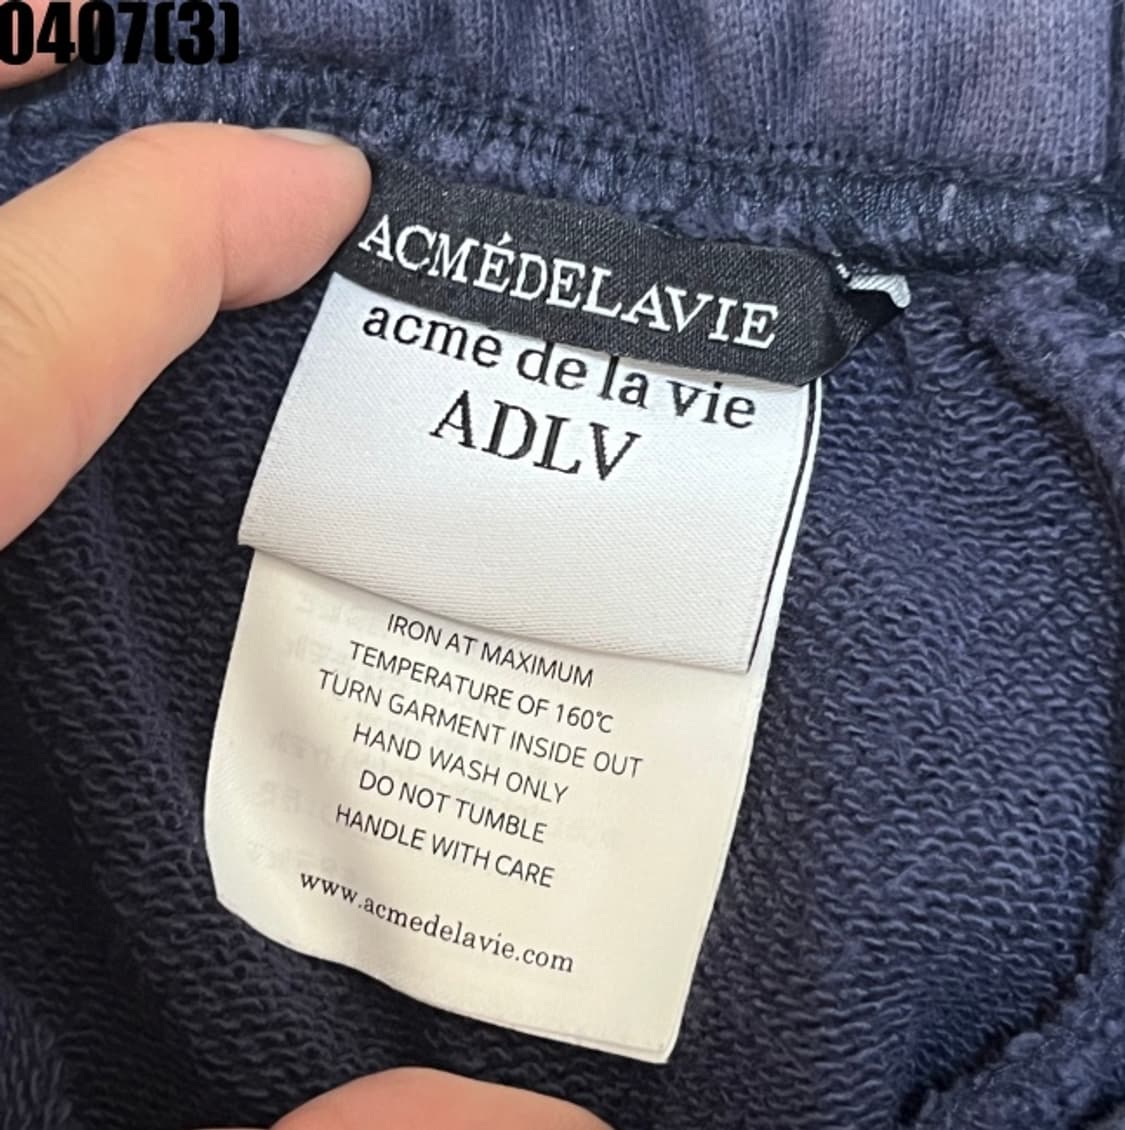 0407(3)
ACMÉDELAVIE
acmé de la vie
ADLV
IRON AT MAXIMUM
TEMPERATURE OF 160℃
TURN GARMENT INSIDE OUT
HAND WASH ONLY
DO NOT TUMBLE
HANDLE WITH CARE
www.acmedelavie.com